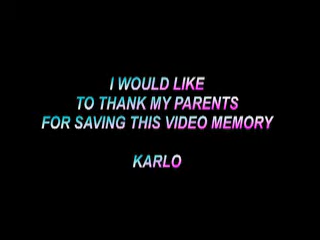 I WOULD LIKE
TO THANK MY PARENTS
FOR SAVING THIS VIDEO MEMORY
KARLO